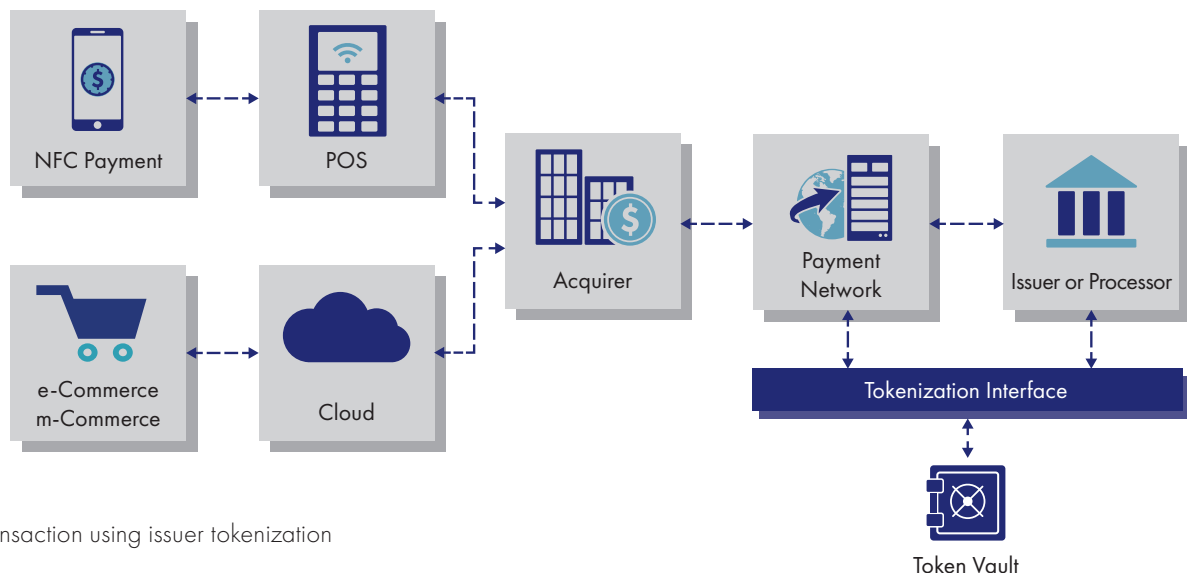 NFC Payment
POS
e-Commerce
m-Commerce
Cloud
$
Acquirer
Payment
Network
Issuer or Processor
Tokenization Interface
Token Vault
using issuer tokenization